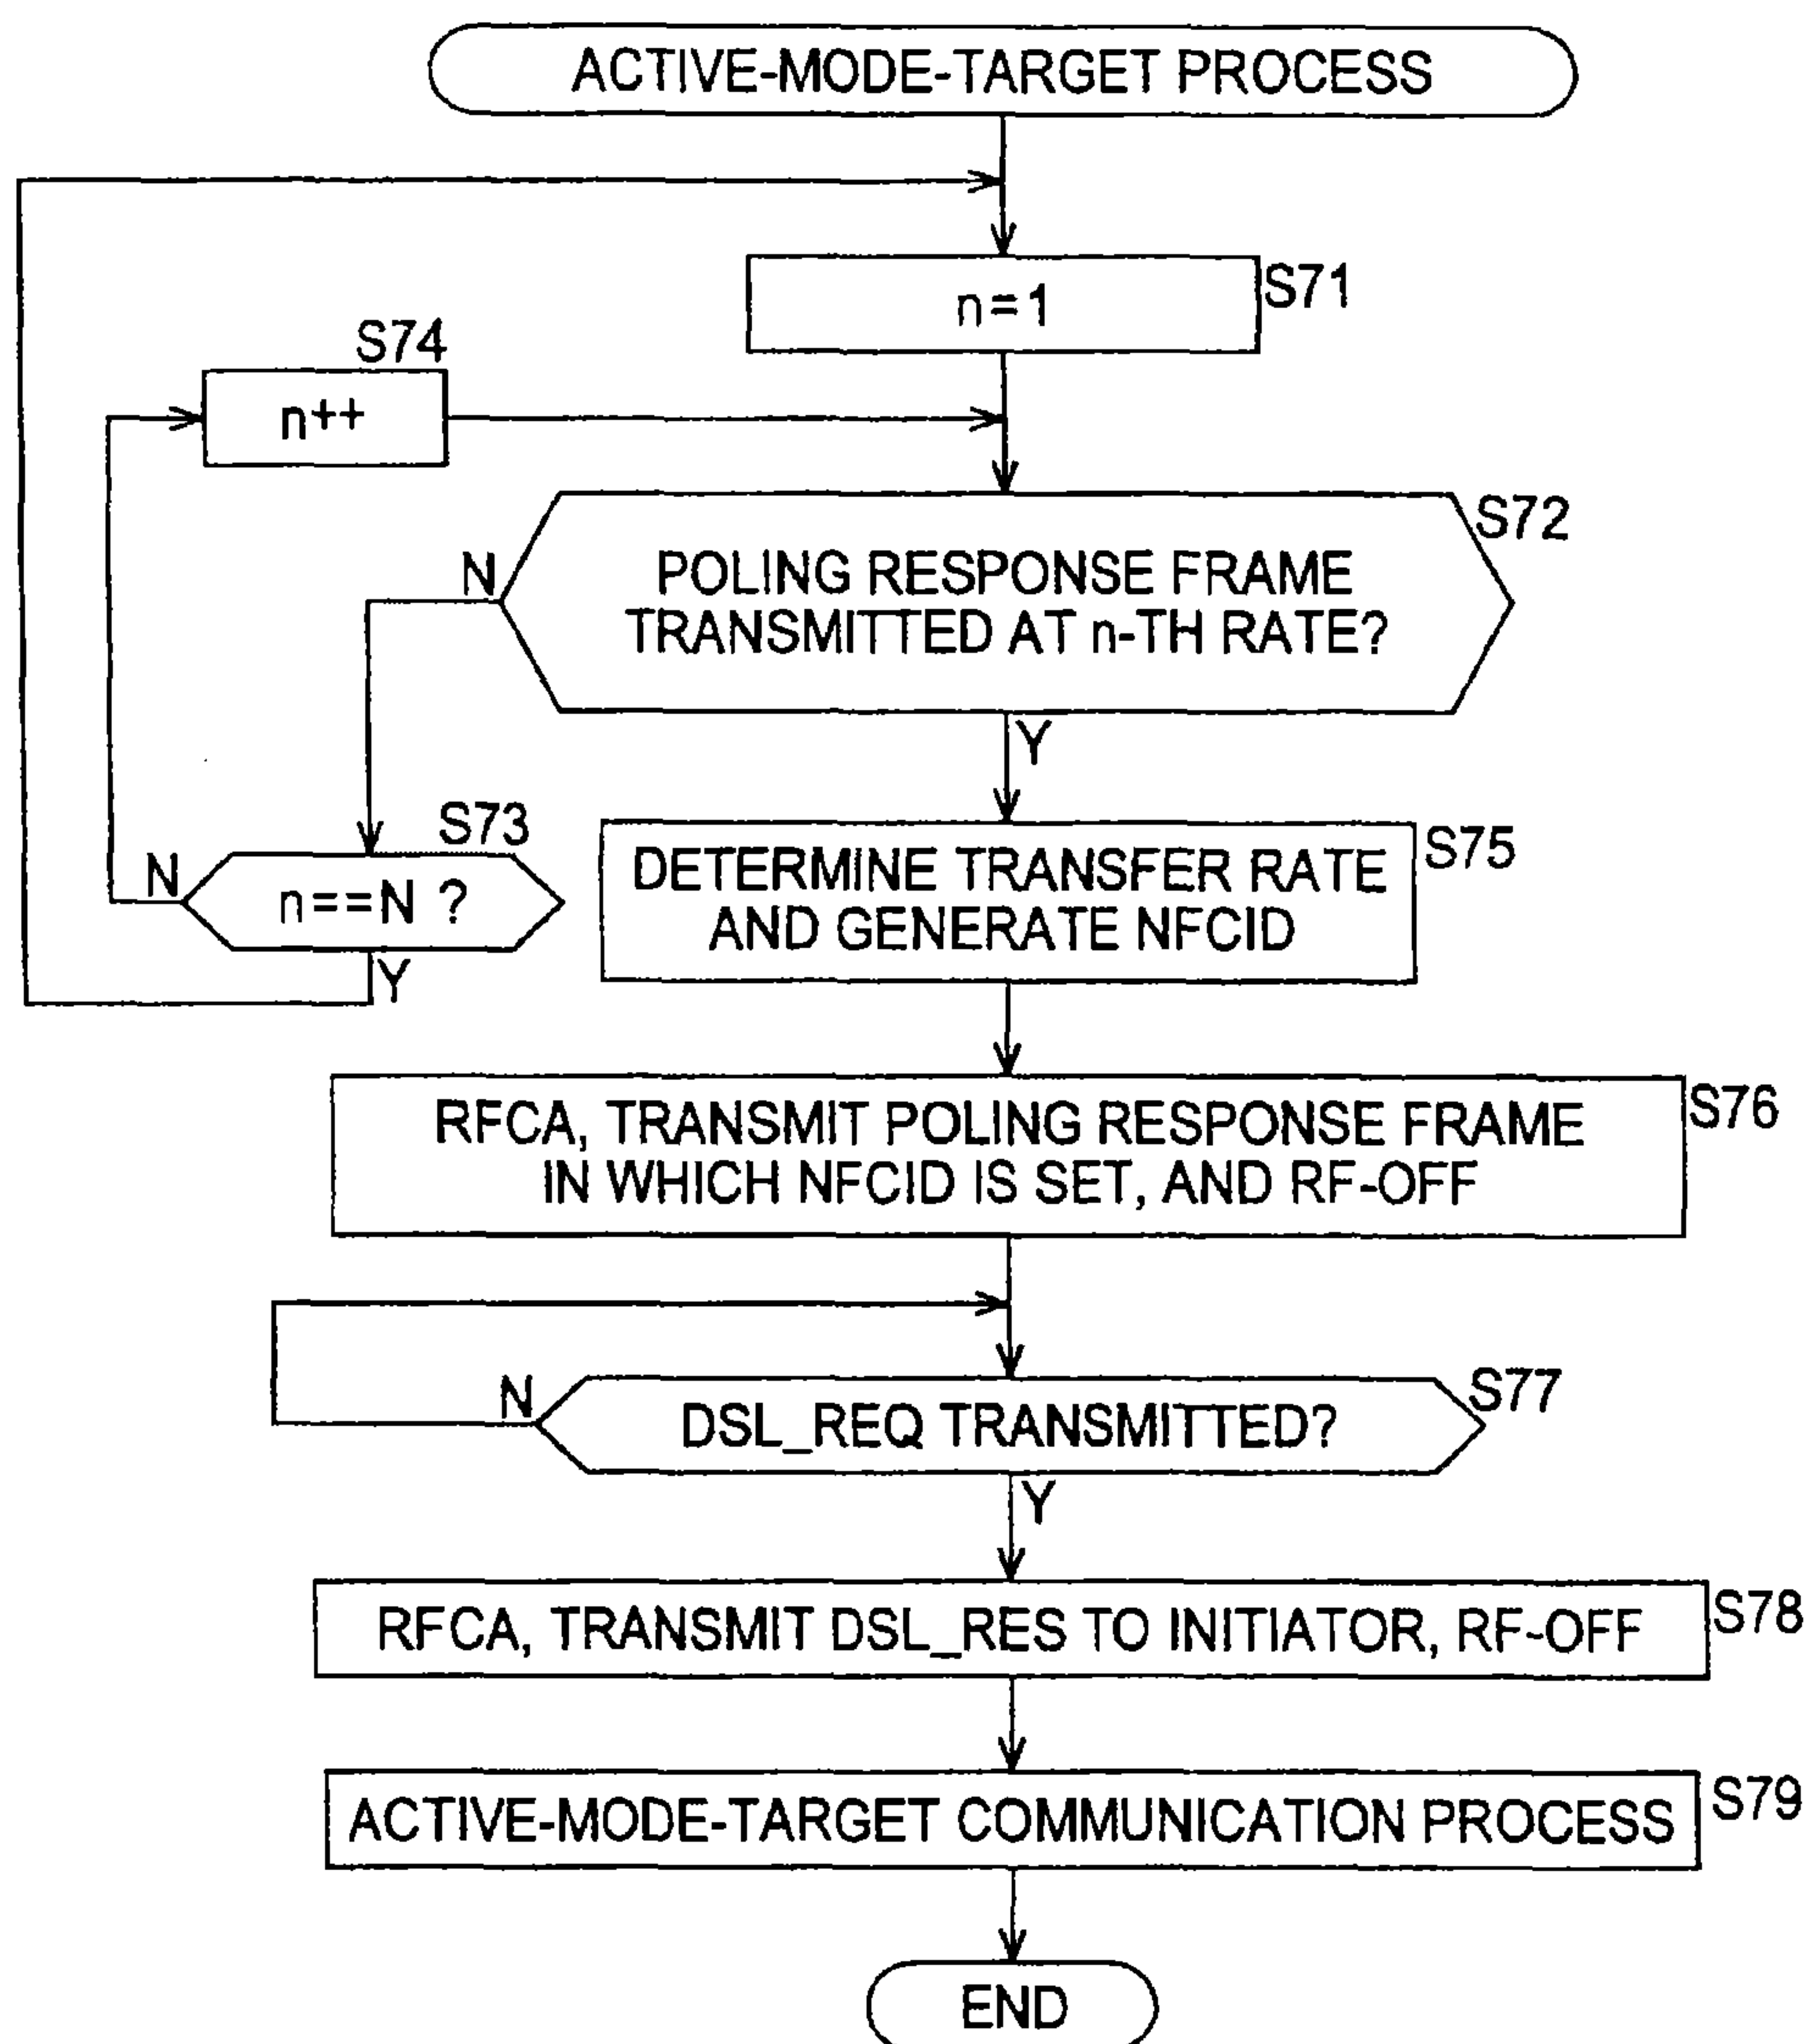 ACTIVE-MODE-TARGET PROCESS
n=1
S71
S74
n++
S72
POLING RESPONSE FRAME
TRANSMITTED AT n-TH RATE?
N
Y
S73
n==N ?
N
Y
S75
DETERMINE TRANSFER RATE
AND GENERATE NFCID
S76
RFCA, TRANSMIT POLING RESPONSE FRAME
IN WHICH NFCID IS SET, AND RF-OFF
S77
N
DSL_REQ TRANSMITTED?
Y
S78
RFCA, TRANSMIT DSL_RES TO INITIATOR, RF-OFF
S79
ACTIVE-MODE-TARGET COMMUNICATION PROCESS
END